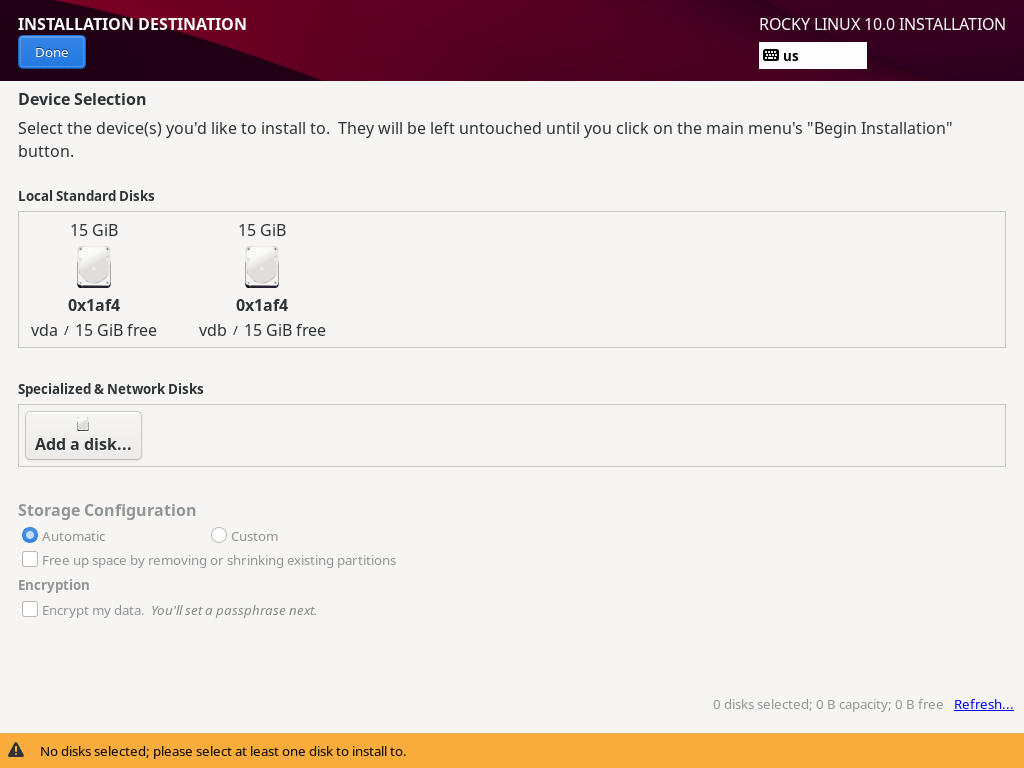 INSTALLATION DESTINATION
ROCKY LINUX 10.0 INSTALLATION
Done
us
Device Selection
Select the device(s) you'd like to install to.  They will be left untouched until you click on the main menu's "Begin Installation"
button.
Local Standard Disks
15 GiB
0x1af4
vda / 15 GiB free
15 GiB
0x1af4
vdb / 15 GiB free
Specialized & Network Disks
Add a disk...
Storage Configuration
Automatic
Custom
Free up space by removing or shrinking existing partitions
Encryption
Encrypt my data. You'll set a passphrase next.
0 disks selected; 0 B capacity; 0 B free Refresh...
No disks selected; please select at least one disk to install to.